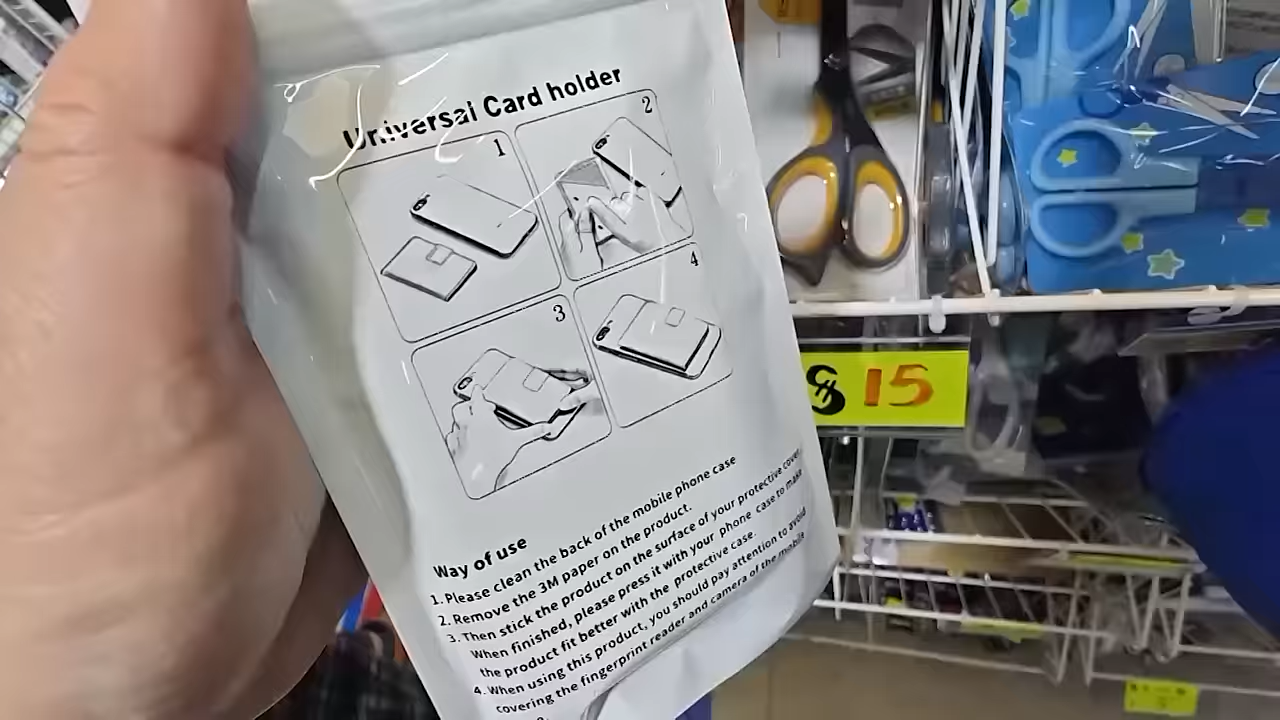 Universal Card holder
1
2
3
4
Way of use
1. Please clean the back of the mobile phone case
2. Remove the 3M paper on the product.
3. Then stick the product on the surface of your protective cover
When finished, please press it with your phone case to make
the product fit better with the protective case.
4. When using this product, you should pay attention to avoid
covering the fingerprint reader and camera of the mobile
$ 15